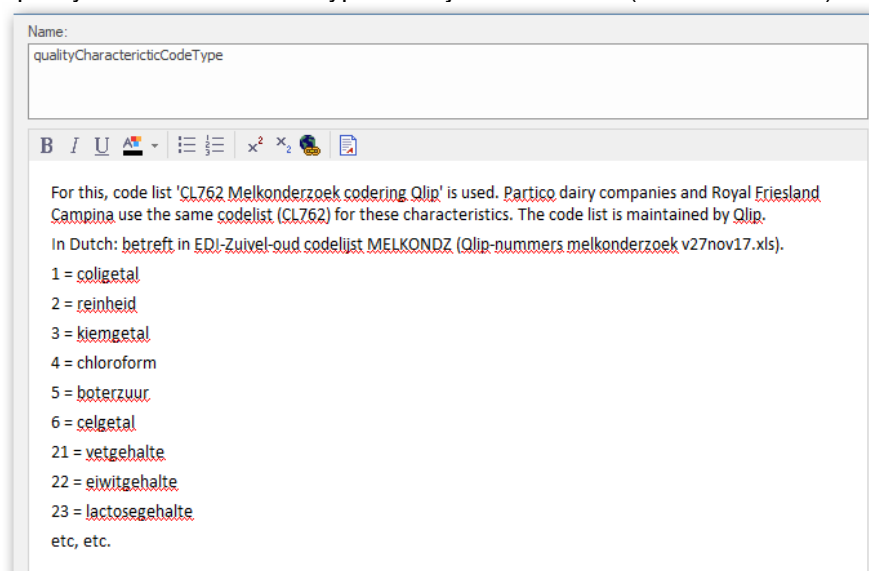 Name:
qualityCharactericticCodeType
B I U A x² ×₂
For this, code list 'CL762 Melkonderzoek codering Qlip' is used. Partico dairy companies and Royal Friesland
Campina use the same codelist (CL762) for these characteristics. The code list is maintained by Qlip.
In Dutch: betreft in EDI-Zuivel-oud codelijst MELKONDZ (Qlip-nummers melkonderzoek v27nov17.xls).
1 = coligetal
2 = reinheid
3 = kiemgetal
4 = chloroform
5 = boterzuur
6 = celgetal
21 = vetgehalte
22 = eiwitgehalte
23 = lactosegehalte
etc, etc.